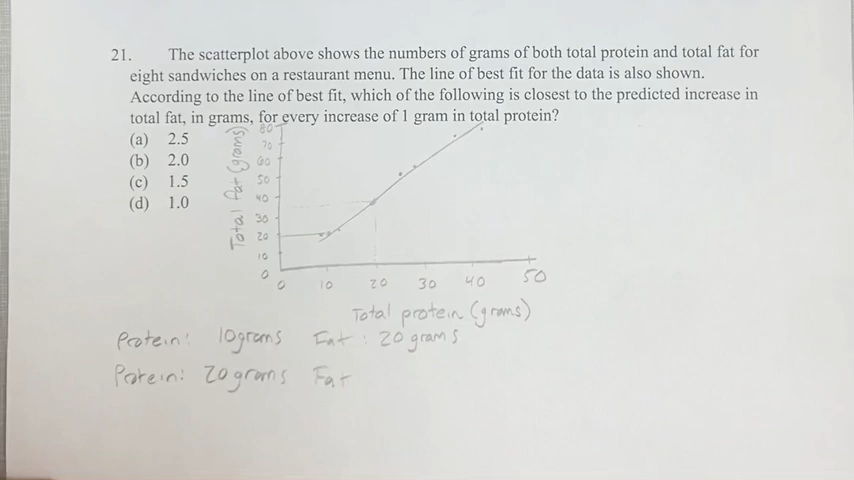 21. The scatterplot above shows the numbers of grams of both total protein and total fat for
eight sandwiches on a restaurant menu. The line of best fit for the data is also shown.
According to the line of best fit, which of the following is closest to the predicted increase in
total fat, in grams, for every increase of 1 gram in total protein?
(a) 2.5
(b) 2.0
(c) 1.5
(d) 1.0
Total fat (grams)
80
70
60
50
40
30
20
10
0
0 10 20 30 40 50
Total protein (grams)
Protein: 10grams Fat: 20 grams
Protein: 20grams Fat